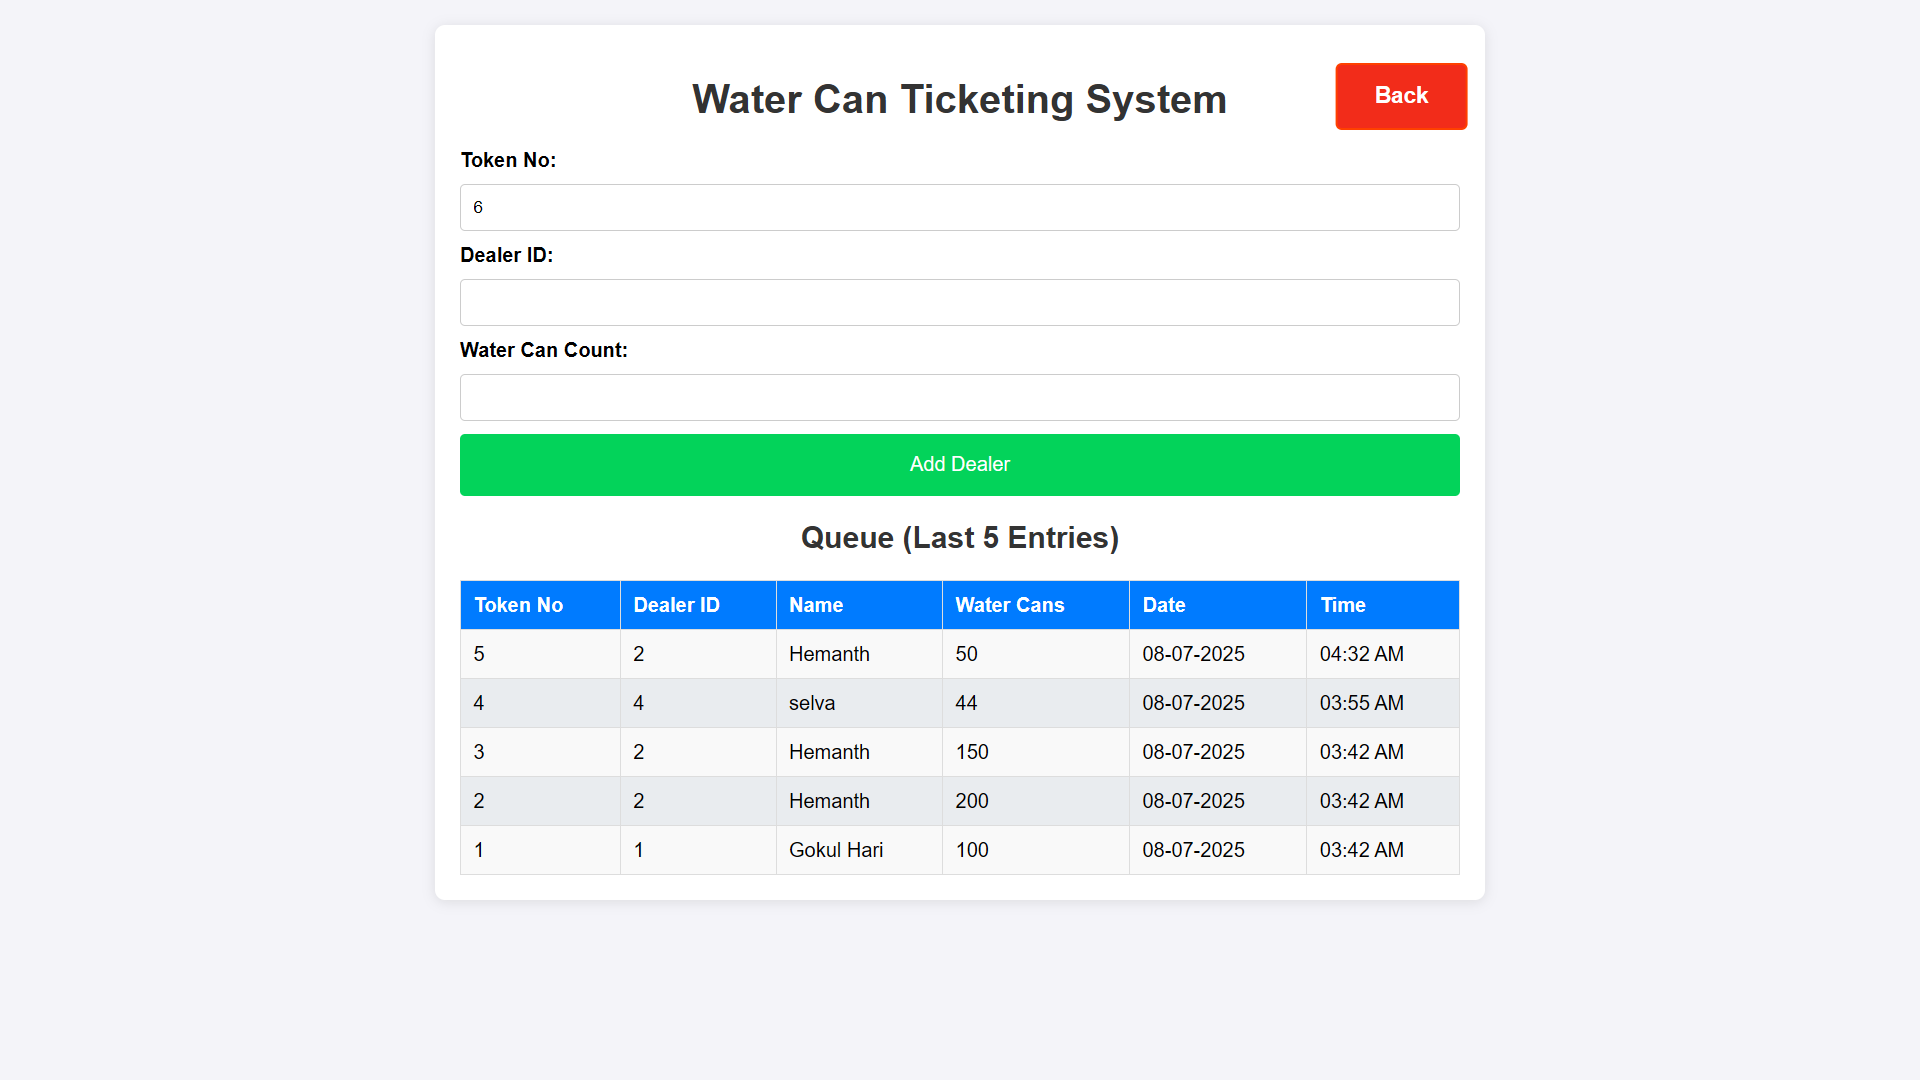 Water Can Ticketing System
Back
Token No:
6
Dealer ID:
Water Can Count:
Add Dealer
Queue (Last 5 Entries)
Token No Dealer ID Name Water Cans Date Time
5 2 Hemanth 50 08-07-2025 04:32 AM
4 4 selva 44 08-07-2025 03:55 AM
3 2 Hemanth 150 08-07-2025 03:42 AM
2 2 Hemanth 200 08-07-2025 03:42 AM
1 1 Gokul Hari 100 08-07-2025 03:42 AM